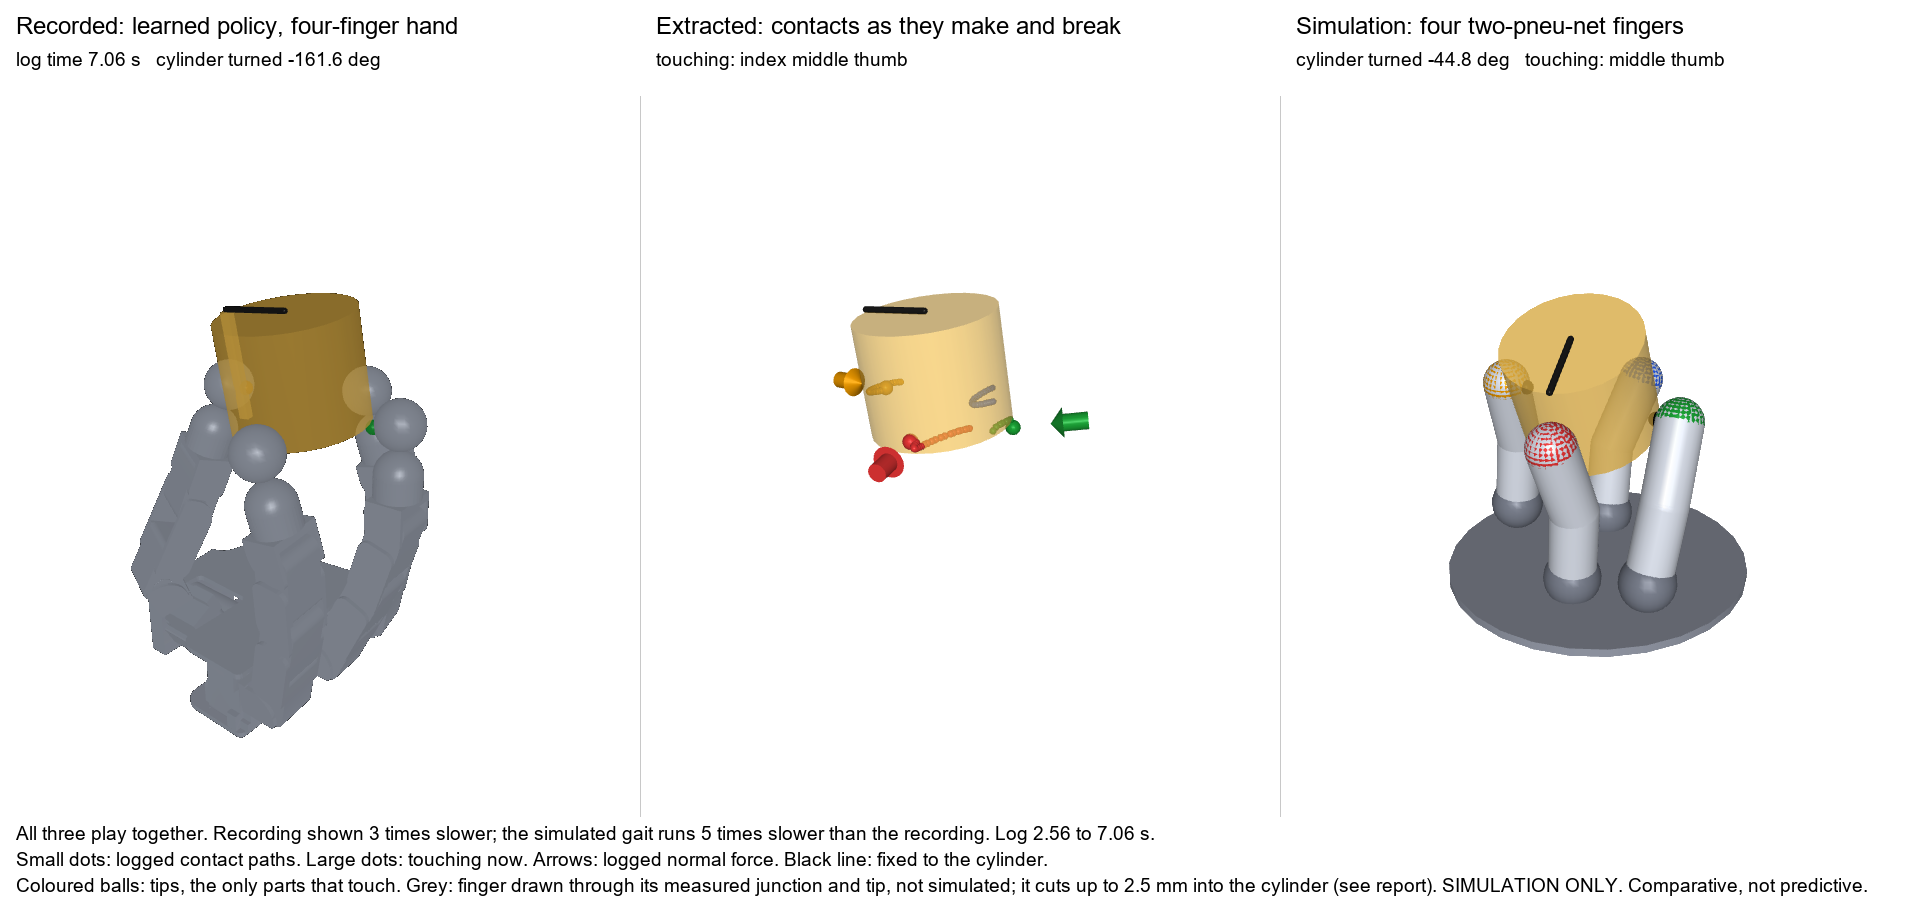 Recorded: learned policy, four-finger hand
log time 7.06 s   cylinder turned -161.6 deg
Extracted: contacts as they make and break
touching: index middle thumb
Simulation: four two-pneu-net fingers
cylinder turned -44.8 deg   touching: middle thumb
All three play together. Recording shown 3 times slower; the simulated gait runs 5 times slower than the recording. Log 2.56 to 7.06 s.
Small dots: logged contact paths. Large dots: touching now. Arrows: logged normal force. Black line: fixed to the cylinder.
Coloured balls: tips, the only parts that touch. Grey: finger drawn through its measured junction and tip, not simulated; it cuts up to 2.5 mm into the cylinder (see report). SIMULATION ONLY. Comparative, not predictive.